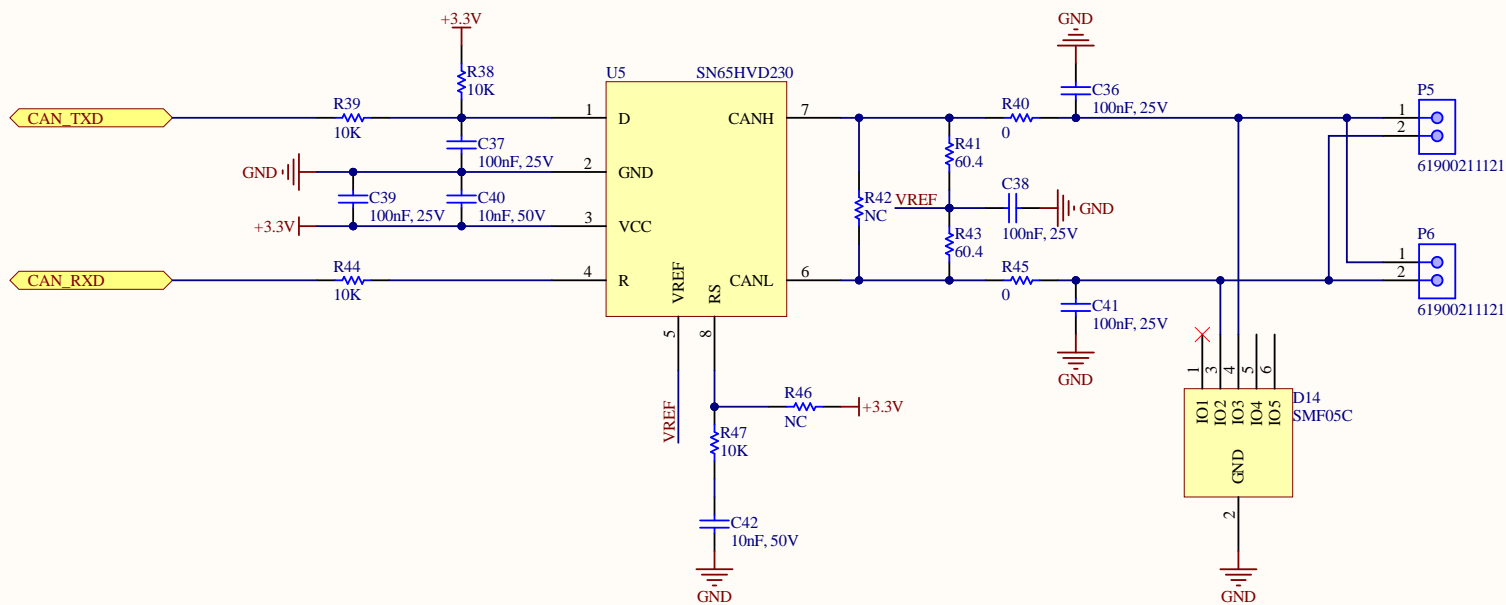 +3.3V
R38
10K
CAN_TXD
R39
10K
C37
100nF, 25V
GND
C39
100nF, 25V
C40
10nF, 50V
+3.3V
CAN_RXD
R44
10K
U5
SN65HVD230
1
D
CANH
7
2
GND
3
VCC
4
R
CANL
6
VREF
RS
5
8
VREF
R46
NC
+3.3V
R47
10K
C42
10nF, 50V
GND
GND
C36
100nF, 25V
R40
0
R41
60.4
R42
NC
VREF
C38
100nF, 25V
GND
R43
60.4
R45
0
C41
100nF, 25V
GND
P5
1
2
61900211121
P6
1
2
61900211121
1
3
4
5
6
IO1
IO2
IO3
IO4
IO5
D14
SMF05C
GND
2
GND